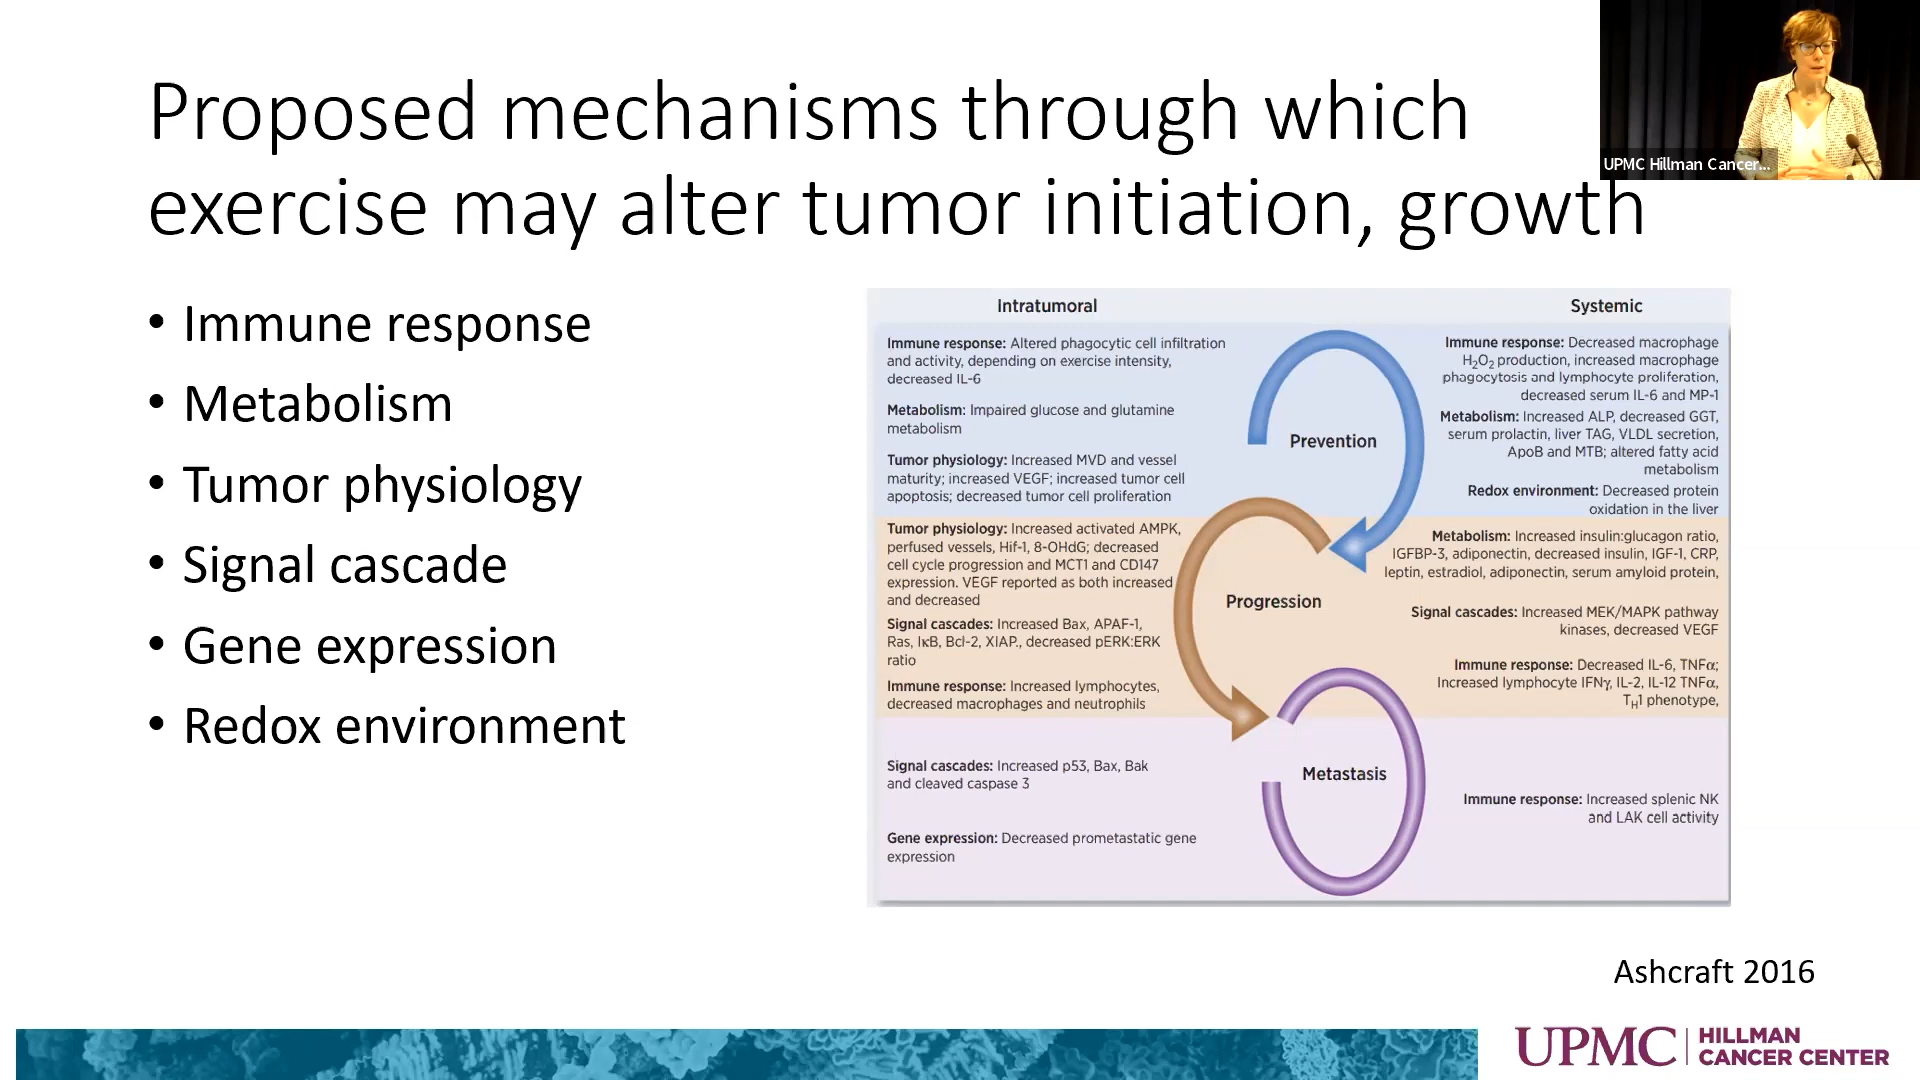 Proposed mechanisms through which
exercise may alter tumor initiation, growth
UPMC Hillman Cancer...
• Immune response
• Metabolism
• Tumor physiology
• Signal cascade
• Gene expression
• Redox environment
Intratumoral
Immune response: Altered phagocytic cell infiltration
and activity, depending on exercise intensity,
decreased IL-6
Metabolism: Impaired glucose and glutamine
metabolism
Tumor physiology: Increased MVD and vessel
maturity; increased VEGF; increased tumor cell
apoptosis; decreased tumor cell proliferation
Tumor physiology: Increased activated AMPK,
perfused vessels, Hif-1, 8-OHdG; decreased
cell cycle progression and MCT1 and CD147
expression. VEGF reported as both increased
and decreased
Signal cascades: Increased Bax, APAF-1,
Ras, IκB, Bcl-2, XIAP., decreased pERK:ERK
ratio
Immune response: Increased lymphocytes,
decreased macrophages and neutrophils
Signal cascades: Increased p53, Bax, Bak
and cleaved caspase 3
Gene expression: Decreased prometastatic gene
expression
Prevention
Progression
Metastasis
Systemic
Immune response: Decreased macrophage
H₂O₂ production, increased macrophage
phagocytosis and lymphocyte proliferation,
decreased serum IL-6 and MP-1
Metabolism: Increased ALP, decreased GGT,
serum prolactin, liver TAG, VLDL secretion,
ApoB and MTB; altered fatty acid
metabolism
Redox environment: Decreased protein
oxidation in the liver
Metabolism: Increased insulin:glucagon ratio,
IGFBP-3, adiponectin, decreased insulin, IGF-1, CRP,
leptin, estradiol, adiponectin, serum amyloid protein,
Signal cascades: Increased MEK/MAPK pathway
kinases, decreased VEGF
Immune response: Decreased IL-6, TNFα;
Increased lymphocyte IFNγ, IL-2, IL-12 TNFα,
TH1 phenotype,
Immune response: Increased splenic NK
and LAK cell activity
Ashcraft 2016
UPMC | HILLMAN
CANCER CENTER